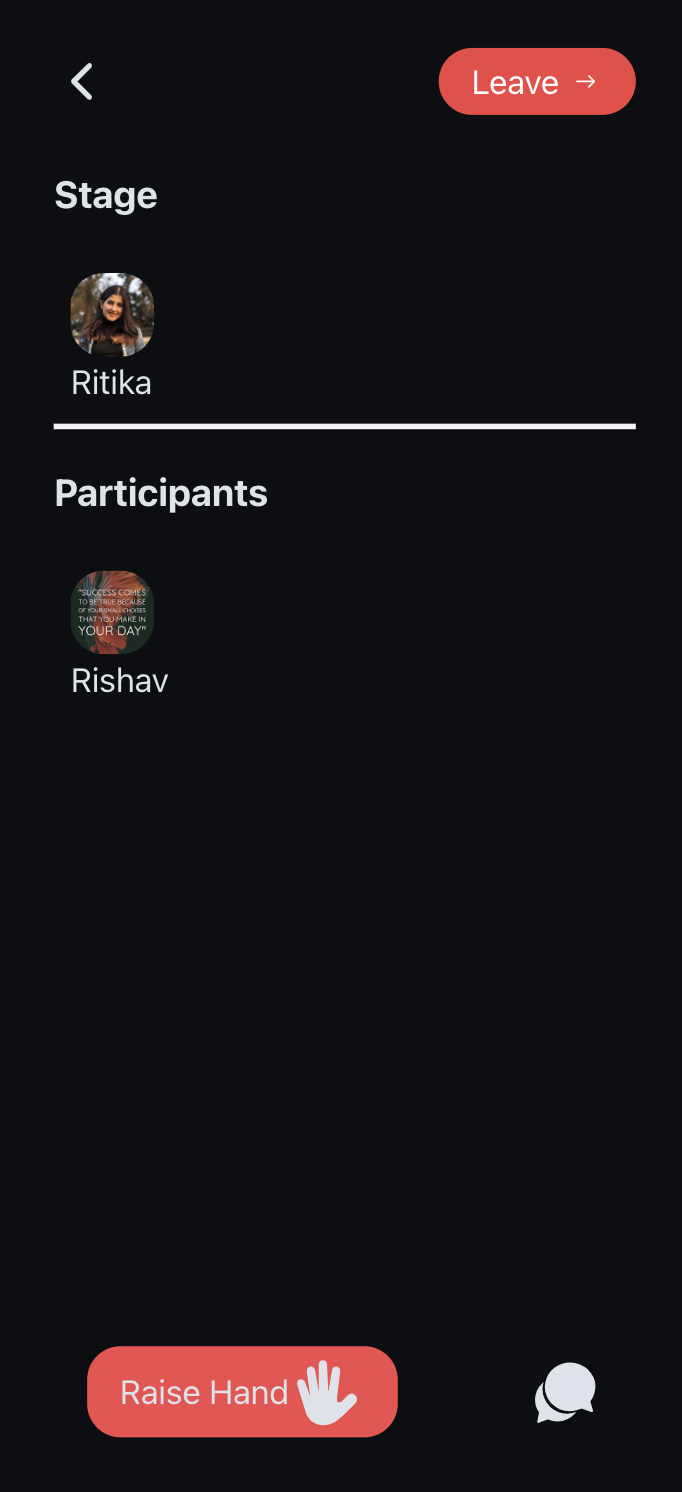 Leave →
Stage
Ritika
Participants
"SUCCESS COMES
TO BE TRUE BECAUSE
OF YOUR SMALL CHOISES
THAT YOU MAKE IN
YOUR DAY"
Rishav
Raise Hand